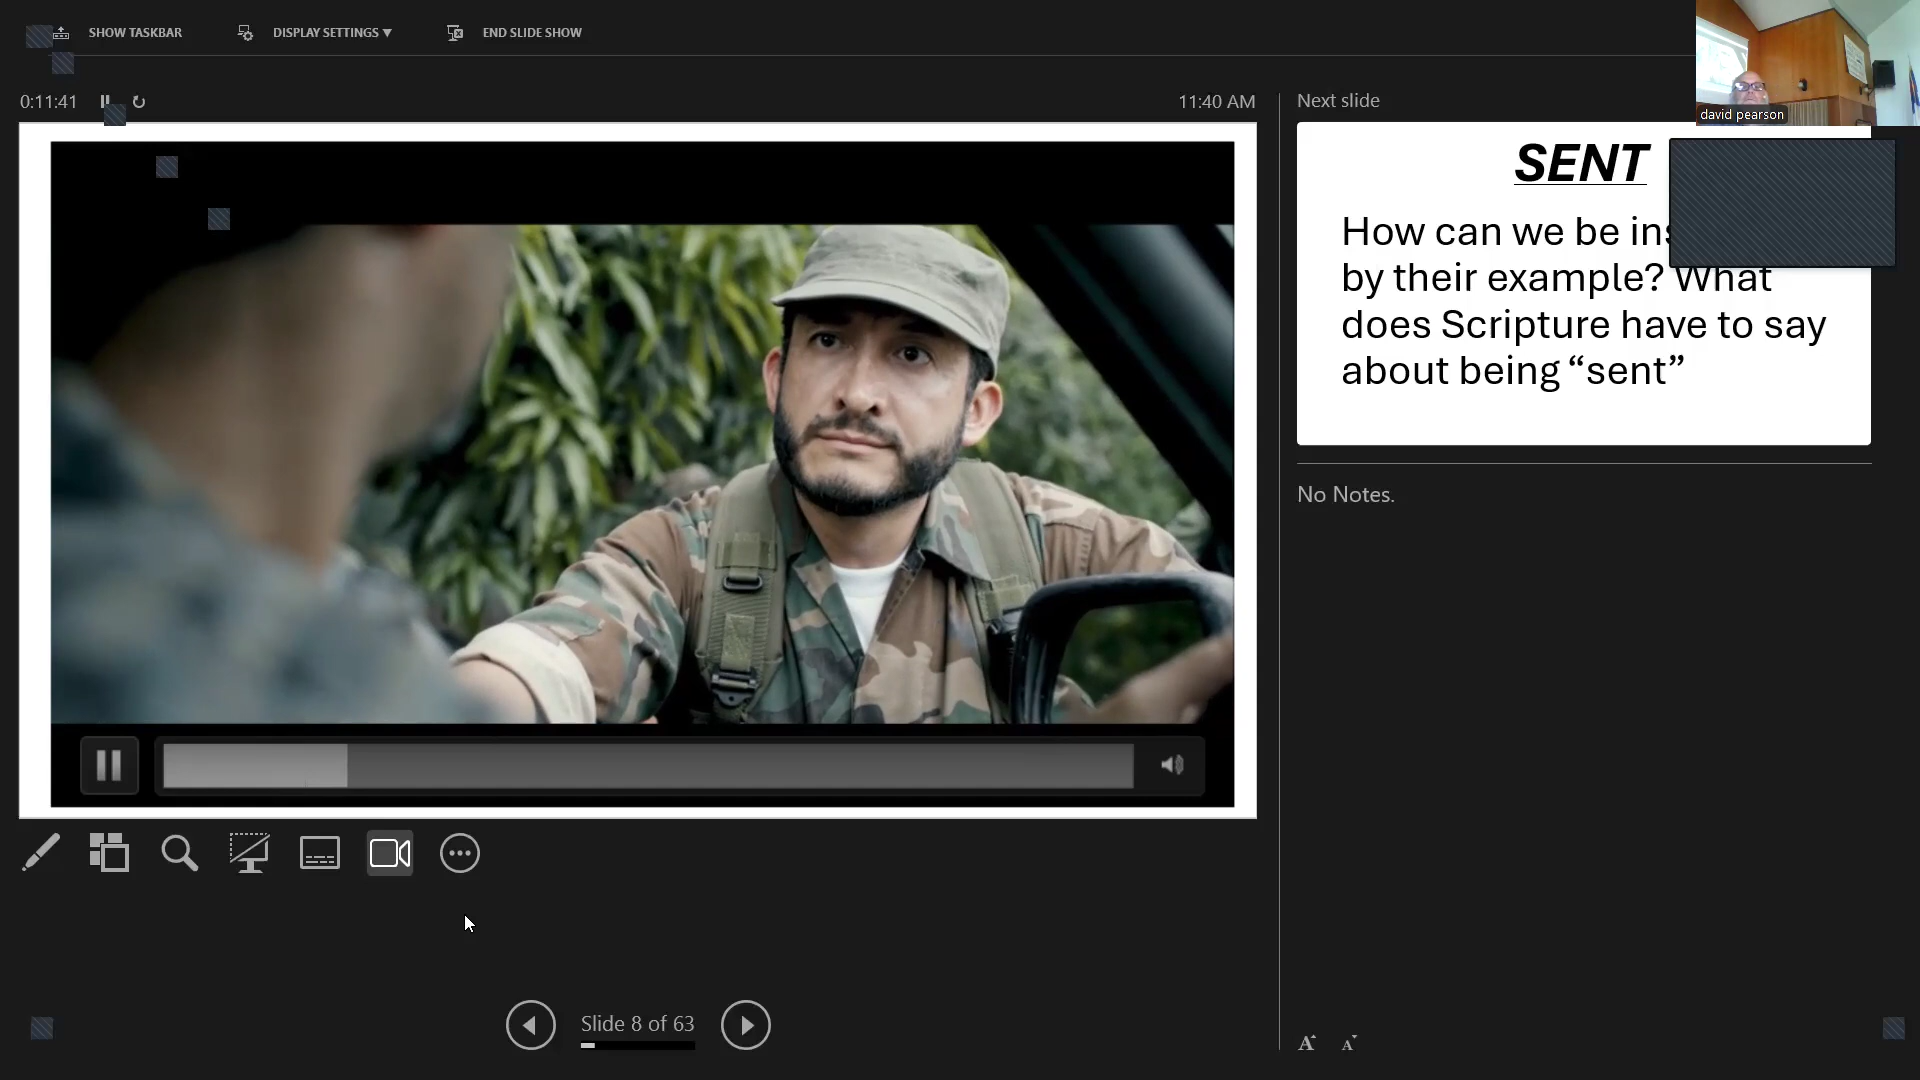 SHOW TASKBAR
DISPLAY SETTINGS ▼
END SLIDE SHOW
0:11:41
11:40 AM
Next slide
david pearson
SENT
How can we be
by their example? What
does Scripture have to say
about being “sent”
No Notes.
Slide 8 of 63
A A